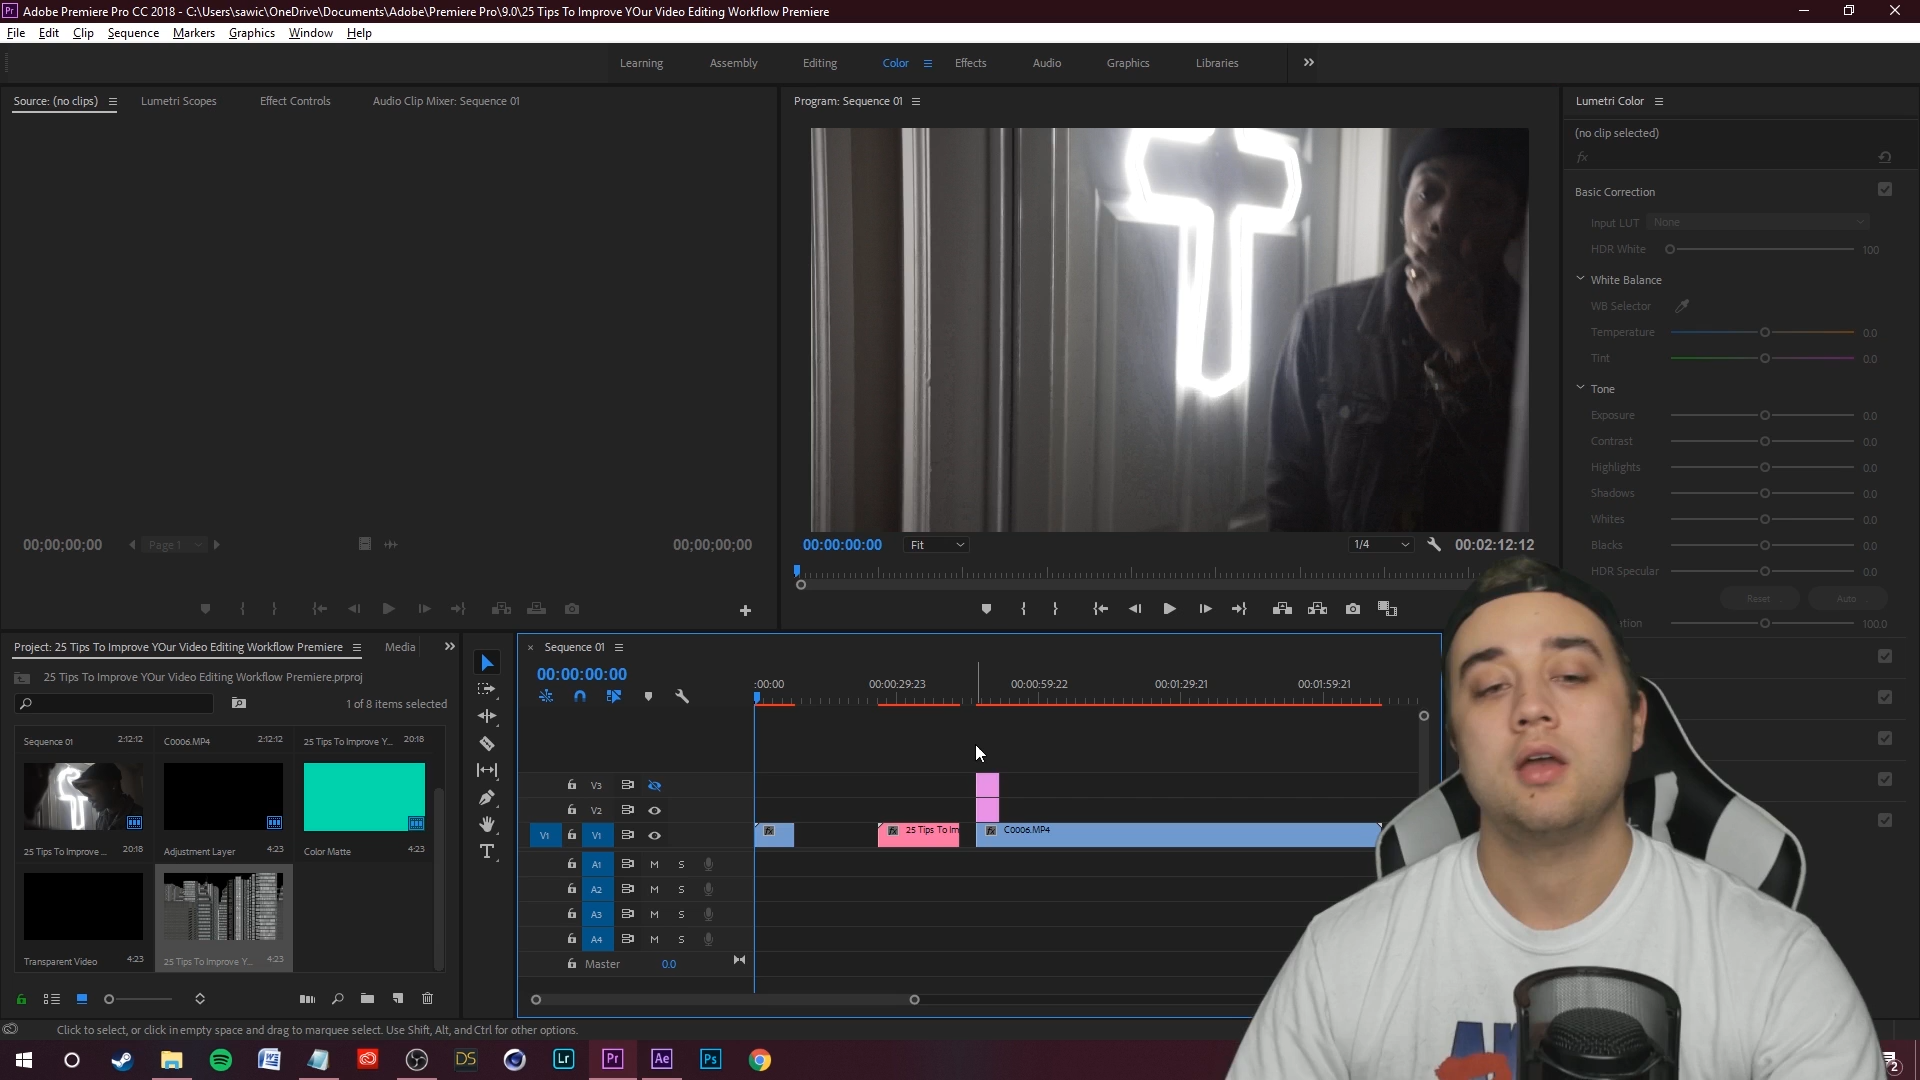 Adobe Premiere Pro CC 2018 - C:\Users\sawic\OneDrive\Documents\Adobe\Premiere Pro\9.0\25 Tips To Improve YOur Video Editing Workflow Premiere
File Edit Clip Sequence Markers Graphics Window Help
Learning Assembly Editing Color Effects Audio Graphics Libraries
Source: (no clips) Lumetri Scopes Effect Controls Audio Clip Mixer: Sequence 01
Program: Sequence 01
Lumetri Color
(no clip selected)
fx
Basic Correction
Input LUT None
HDR White 100
White Balance
WB Selector
Temperature 0.0
Tint 0.0
Tone
Exposure 0.0
Contrast 0.0
Highlights 0.0
Shadows 0.0
Whites 0.0
Blacks 0.0
HDR Specular 0.0
Reset Auto
ation 100.0
00;00;00;00 Page 1 00;00;00;00
00:00:00:00 Fit 1/4 00:02:12:12
Project: 25 Tips To Improve YOur Video Editing Workflow Premiere Media
25 Tips To Improve YOur Video Editing Workflow Premiere.prproj
1 of 8 items selected
Sequence 01 2:12:12 C0006.MP4 2:12:12 25 Tips To Improve Y... 20:18
25 Tips To Improve ... 20:18 Adjustment Layer 4:23 Color Matte 4:23
Transparent Video 4:23 25 Tips To Improve Y... 4:23
Sequence 01
00:00:00:00
:00:00 00:00:29:23 00:00:59:22 00:01:29:21 00:01:59:21
V3
V2
V1 V1 fx fx 25 Tips To Im fx C0006.MP4
A1 M S
A2 M S
A3 M S
A4 M S
Master 0.0
Click to select, or click in empty space and drag to marquee select. Use Shift, Alt, and Ctrl for other options.
DS Lr Pr Ae Ps
2